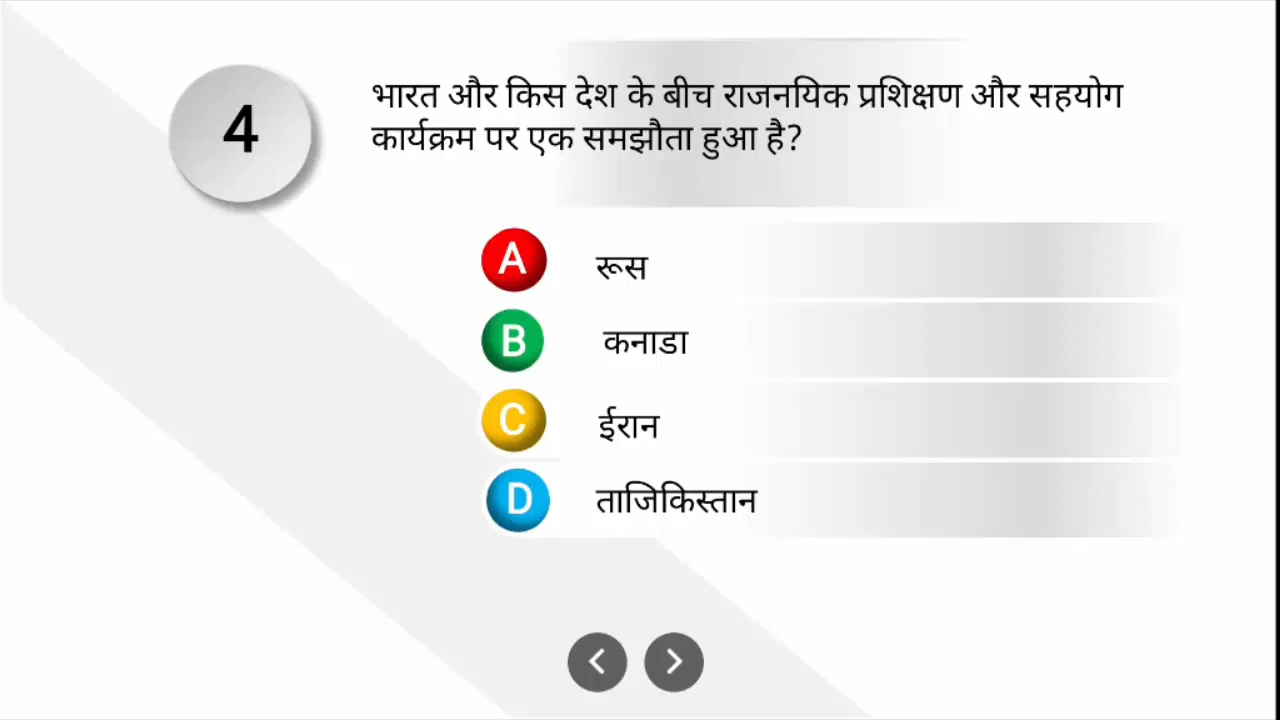 4
भारत और किस देश के बीच राजनयिक प्रशिक्षण और सहयोग
कार्यक्रम पर एक समझौता हुआ है?
A रूस
B कनाडा
C ईरान
D ताजिकिस्तान